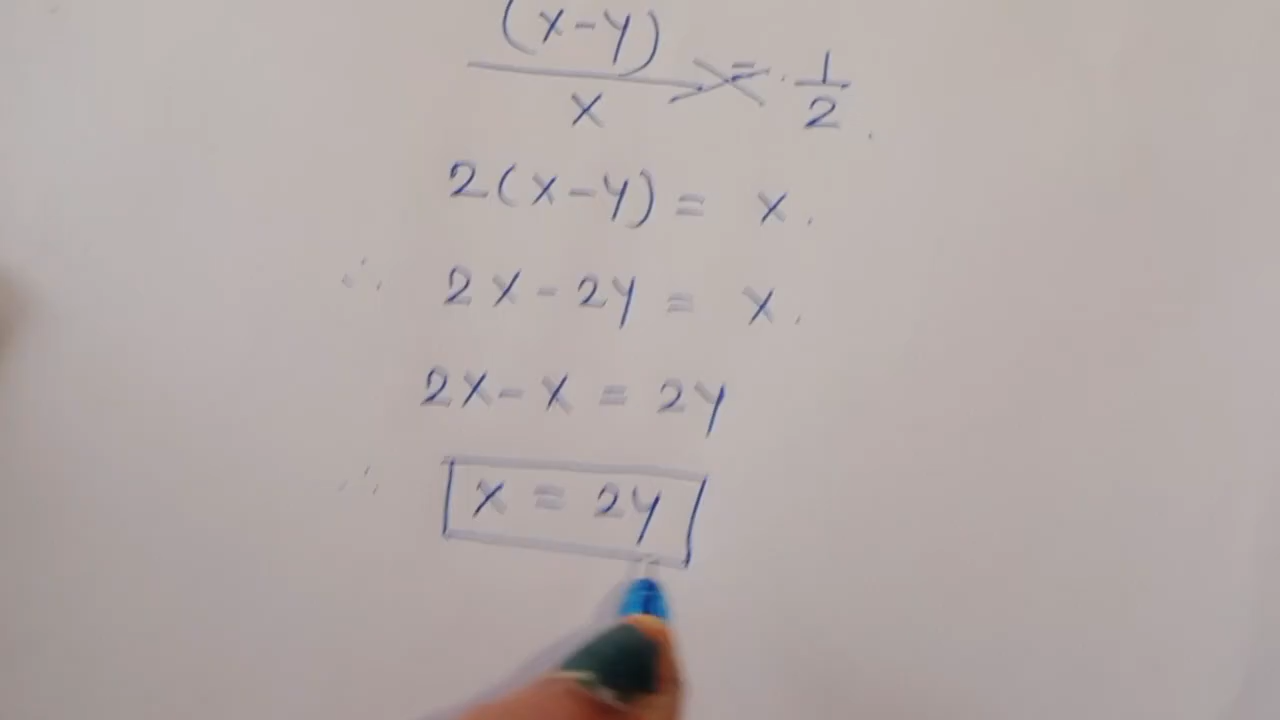 (x-y)/x = 1/2.
2(x-y) = x.
∴ 2x-2y = x.
2x-x = 2y
∴ x = 2y